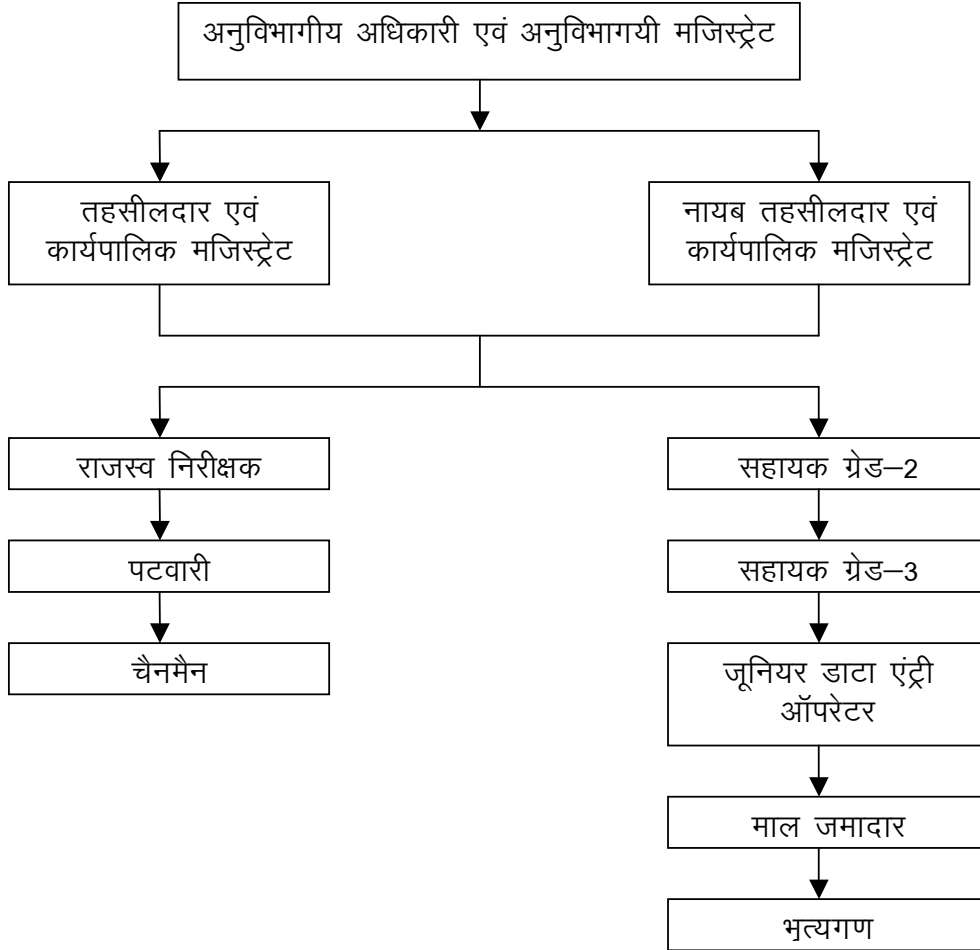 अनुविभागीय अधिकारी एवं अनुविभागयी मजिस्ट्रेट
तहसीलदार एवं
कार्यपालिक मजिस्ट्रेट
नायब तहसीलदार एवं
कार्यपालिक मजिस्ट्रेट
राजस्व निरीक्षक
सहायक ग्रेड–2
पटवारी
सहायक ग्रेड–3
चैनमैन
जूनियर डाटा एंट्री
ऑपरेटर
माल जमादार
भृत्यगण